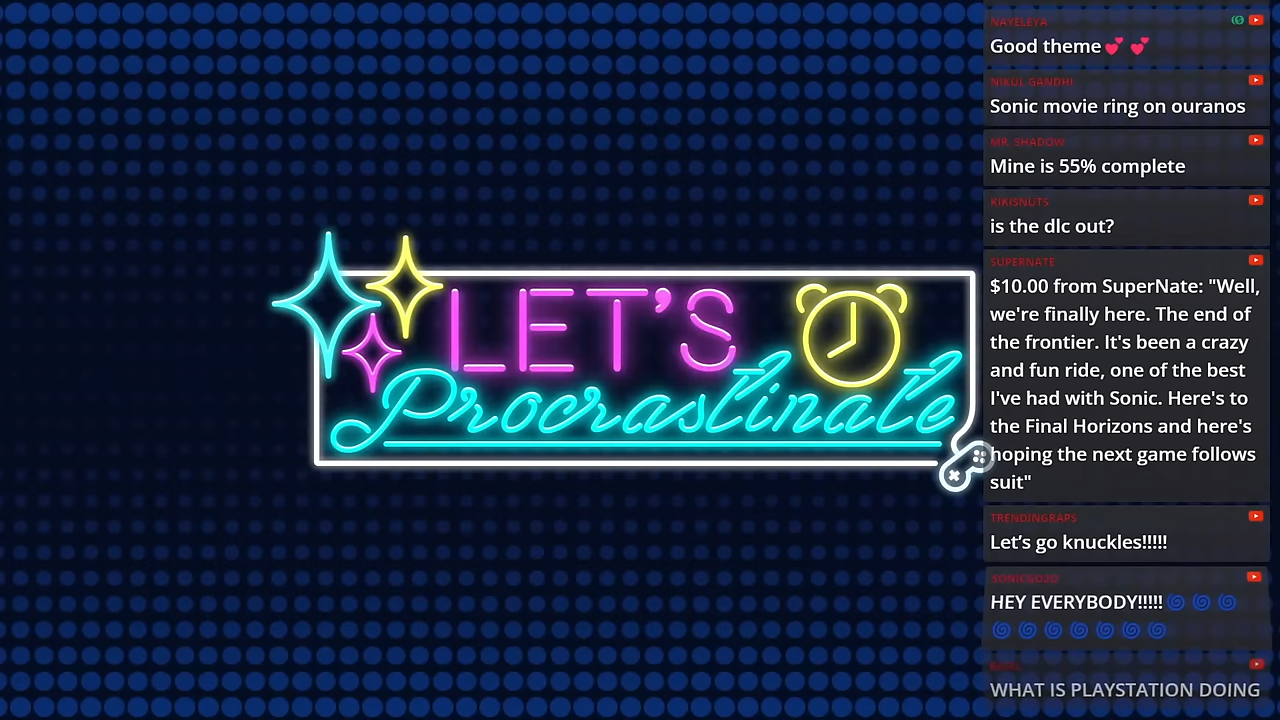 LET'S
Procrastinate
NAYELEYA
Good theme💕 💕
NIKUL GANDHI
Sonic movie ring on ouranos
MR. SHADOW
Mine is 55% complete
KIKISNUTS
is the dlc out?
SUPERNATE
$10.00 from SuperNate: "Well,
we're finally here. The end of
the frontier. It's been a crazy
and fun ride, one of the best
I've had with Sonic. Here's to
the Final Horizons and here's
hoping the next game follows
suit"
TRENDINGRAPS
Let’s go knuckles!!!!!
SONICGOJO
HEY EVERYBODY!!!!!🌀 🌀 🌀
🌀 🌀 🌀 🌀 🌀 🌀 🌀
WHAT IS PLAYSTATION DOING